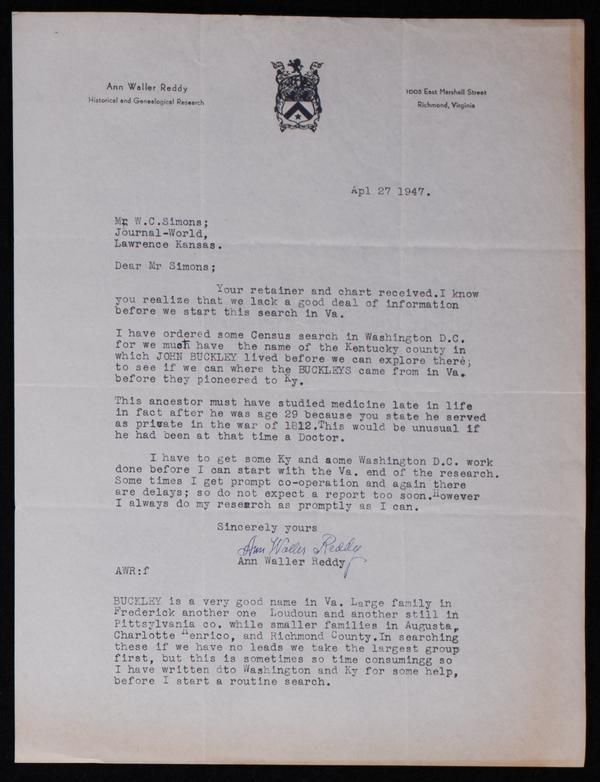 Ann Waller Reddy
Historical and Genealogical Research
1005 East Marshall Street
Richmond, Virginia
Apl 27 1947.
Mr W.C.Simons;
Journal-World,
Lawrence Kansas.
Dear Mr Simons;
Your retainer and chart received.I know
you realize that we lack a good deal of information
before we start this search in Va.
I have ordered some Census search in Washington D.C.
for we much have the name of the Kentucky county in
which JOHN BUCKLEY lived before we can explore there;
to see if we can where the BUCKLEYS came from in Va.
before they pioneered to Ky.
This ancestor must have studied medicine late in life
in fact after he was age 29 because you state he served
as private in the war of 1812.This would be unusual if
he had been at that time a Doctor.
I have to get some Ky and aome Washington D.C. work
done before I can start with the Va. end of the research.
Some times I get prompt co-operation and again there
are delays; so do not expect a report too soon.However
I always do my research as promptly as I can.
Sincerely yours
Ann Waller Reddy
Ann Waller Reddy
AWR:f
BUCKLEY is a very good name in Va. Large family in
Frederick another one Loudoun and another still in
Pittsylvania co. while smaller families in Augusta,
Charlotte Henrico, and Richmond County.In searching
these if we have no leads we take the largest group
first, but this is sometimes so time consumingg so
I have written dto Washington and Ky for some help,
before I start a routine search.